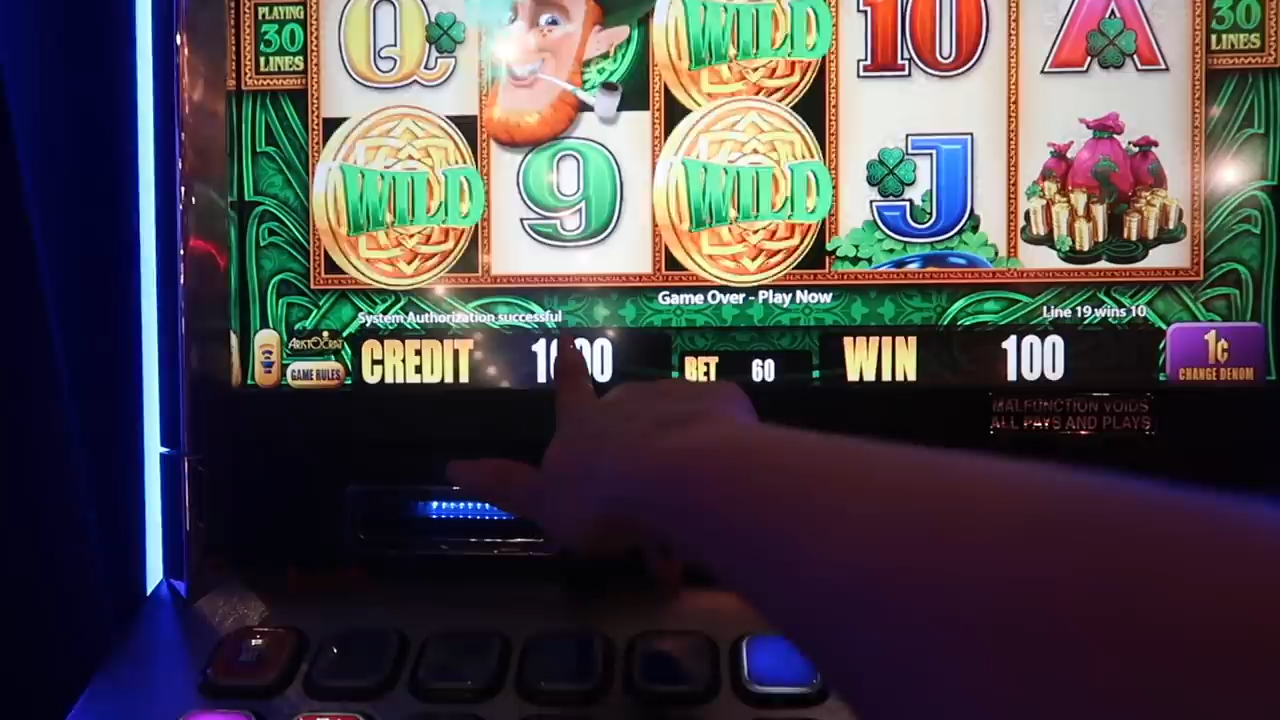 PLAYING
30
LINES
Q
WILD
10
A
30
LINES
WILD
9
WILD
J
Game Over - Play Now
System Authorization successful
Line 19 wins 10
ARISTOCRAT
GAME RULES
CREDIT
BET 60
WIN 100
1¢
CHANGE DENOM
MALFUNCTION VOIDS
ALL PAYS AND PLAYS